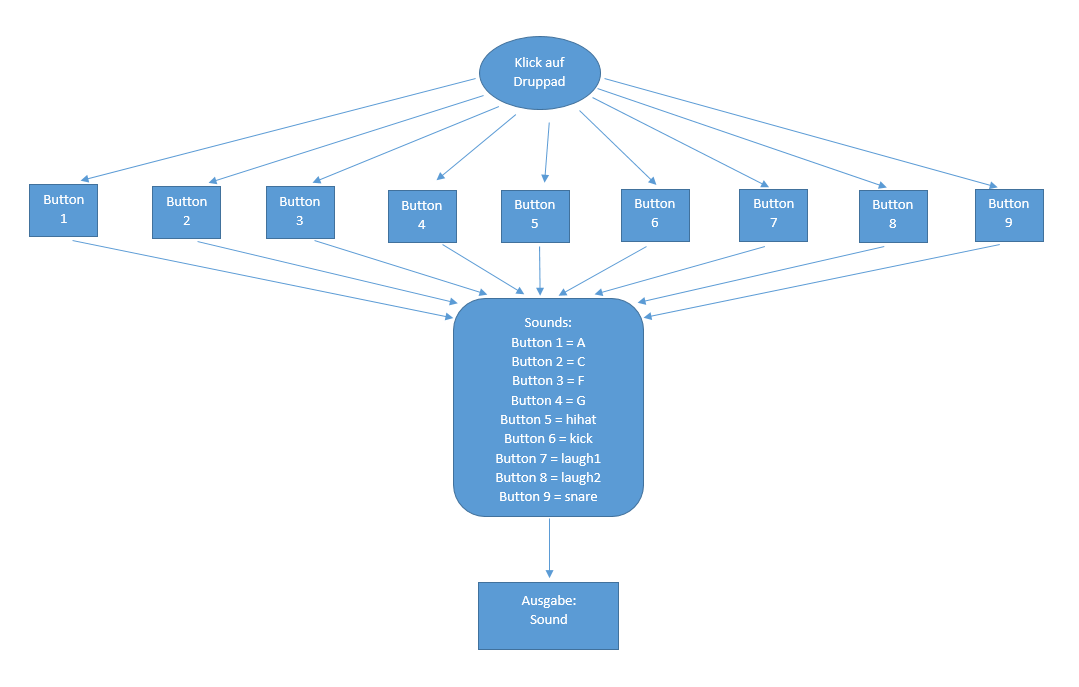 Klick auf
Druppad
Button
1
Button
2
Button
3
Button
4
Button
5
Button
6
Button
7
Button
8
Button
9
Sounds:
Button 1 = A
Button 2 = C
Button 3 = F
Button 4 = G
Button 5 = hihat
Button 6 = kick
Button 7 = laugh1
Button 8 = laugh2
Button 9 = snare
Ausgabe:
Sound